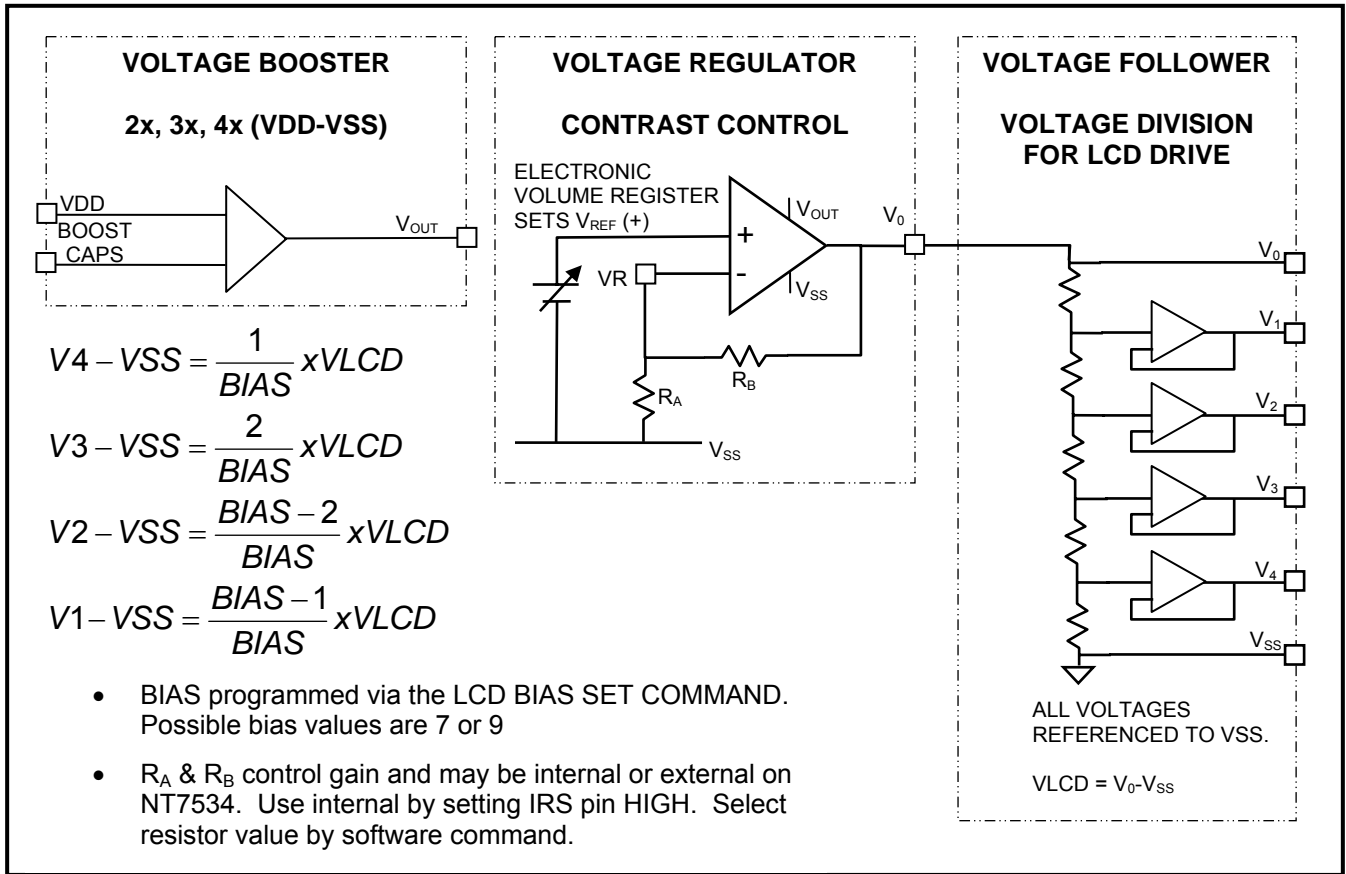 VOLTAGE BOOSTER
2x, 3x, 4x (VDD-VSS)
VDD
BOOST
CAPS
VOUT
VOLTAGE REGULATOR
CONTRAST CONTROL
ELECTRONIC
VOLUME REGISTER
SETS VREF (+)
VOUT
V0
+
VR
-
VSS
RB
RA
VSS
VOLTAGE FOLLOWER
VOLTAGE DIVISION
FOR LCD DRIVE
V0
V1
V2
V3
V4
VSS
ALL VOLTAGES
REFERENCED TO VSS.
VLCD = V0-VSS
V4 – VSS = 1/BIAS xVLCD
V3 – VSS = 2/BIAS xVLCD
V2 – VSS = BIAS – 2/BIAS xVLCD
V1 – VSS = BIAS – 1/BIAS xVLCD
• BIAS programmed via the LCD BIAS SET COMMAND.
Possible bias values are 7 or 9
• RA & RB control gain and may be internal or external on
NT7534. Use internal by setting IRS pin HIGH. Select
resistor value by software command.